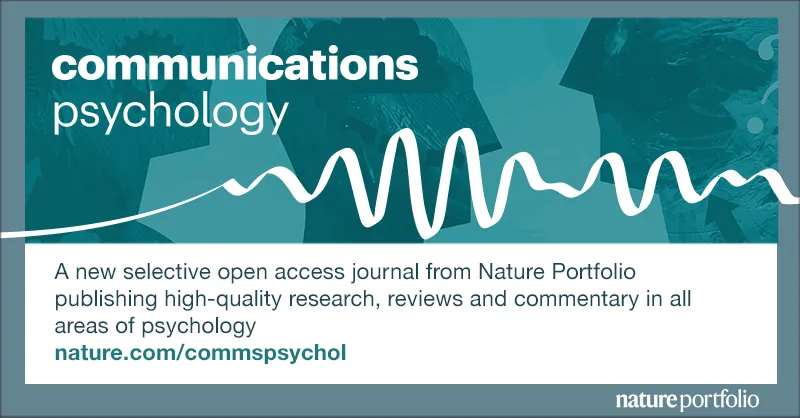 communications
psychology
A new selective open access journal from Nature Portfolio
publishing high-quality research, reviews and commentary in all
areas of psychology
nature.com/commspsychol
nature portfolio